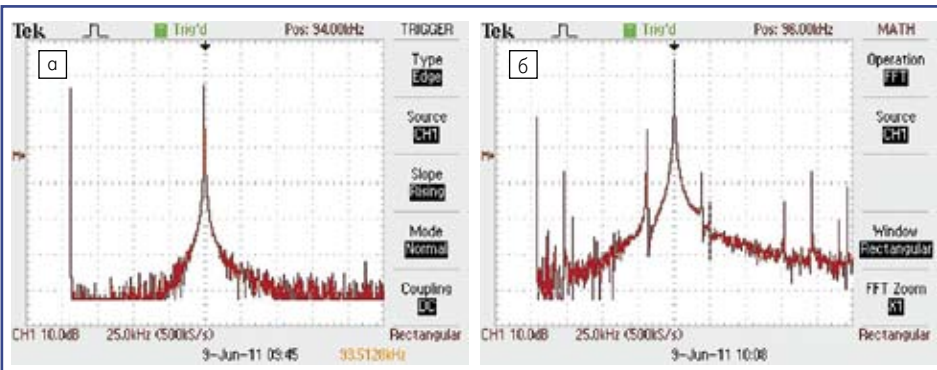 Tek Trig'd Pos: 94.00kHz TRIGGER
а
Type
Edge
Source
CH1
Slope
Rising
Mode
Normal
Coupling
DC
CH1 10.0dB 25.0kHz (500kS/s) Rectangular
9-Jun-11 09:45 93.5126kHz
Tek Trig'd Pos: 96.00kHz MATH
б
Operation
FFT
Source
CH1
Window
Rectangular
FFT Zoom
X1
CH1 10.0dB 25.0kHz (500kS/s) Rectangular
9-Jun-11 10:08